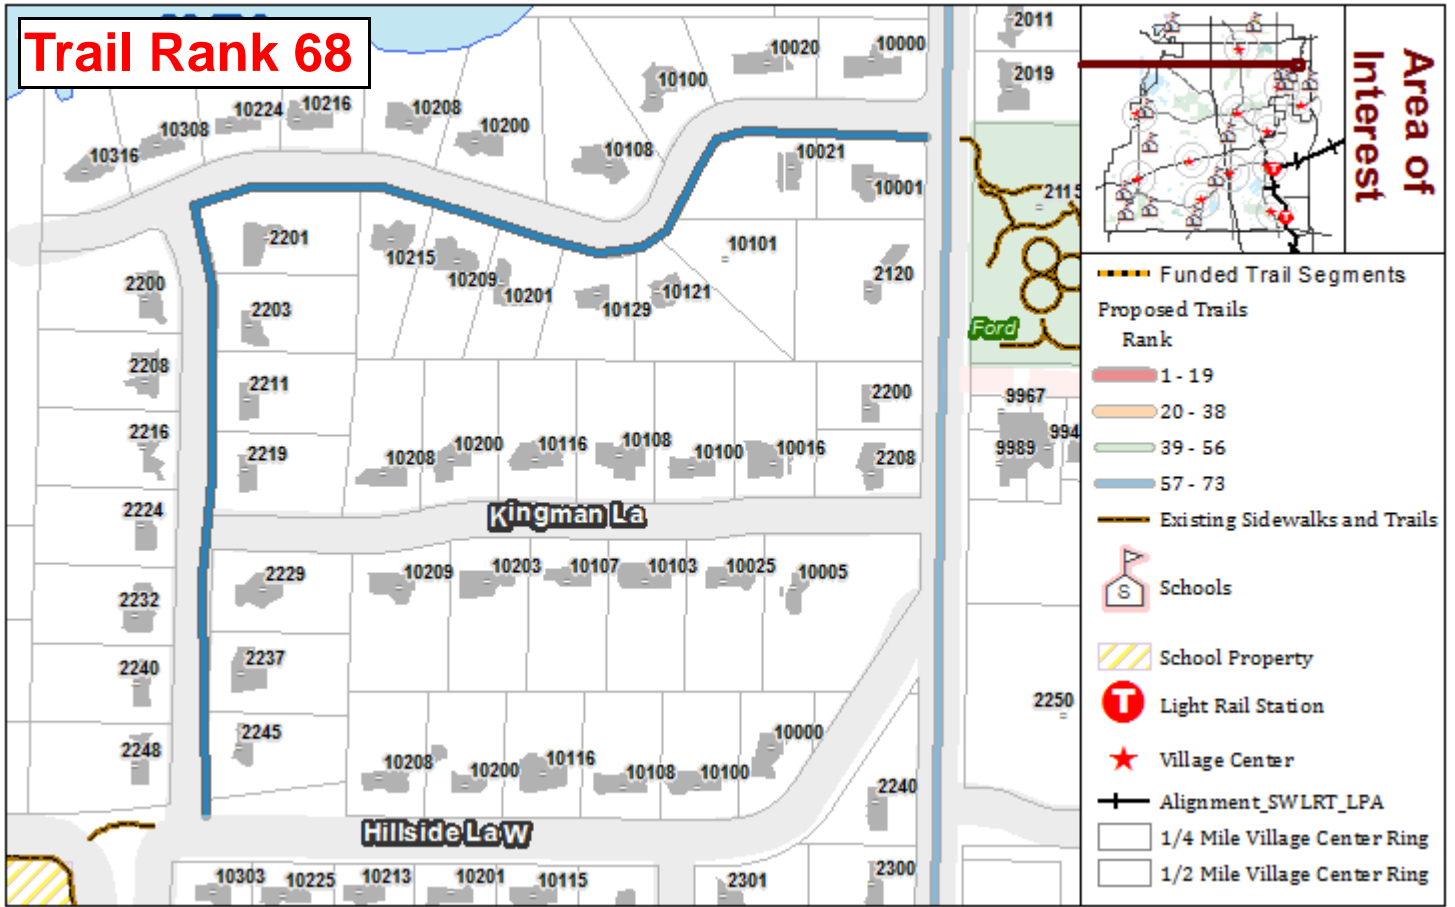 Trail Rank 68
2011
10020
10000
10100
2019
10224
10216
10208
10308
10200
10316
10108
10021
10001
2115
2201
10215
10101
10209
2120
2200
10201
10121
2203
10129
Ford
2208
2211
2200
9967
2216
10200
10116
10108
994
2219
10208
10100
10016
2208
9989
2224
Kingman La
2229
10209
10203
10107
10103
10025
10005
2232
2240
2237
2250
2248
2245
10208
10200
10116
10108
10100
10000
2240
Hillside La W
10303
10225
10213
10201
10115
2301
2300
Area of
Interest
Funded Trail Segments
Proposed Trails
Rank
1 - 19
20 - 38
39 - 56
57 - 73
Existing Sidewalks and Trails
S
Schools
School Property
T
Light Rail Station
Village Center
Alignment_SWLRT_LPA
1/4 Mile Village Center Ring
1/2 Mile Village Center Ring